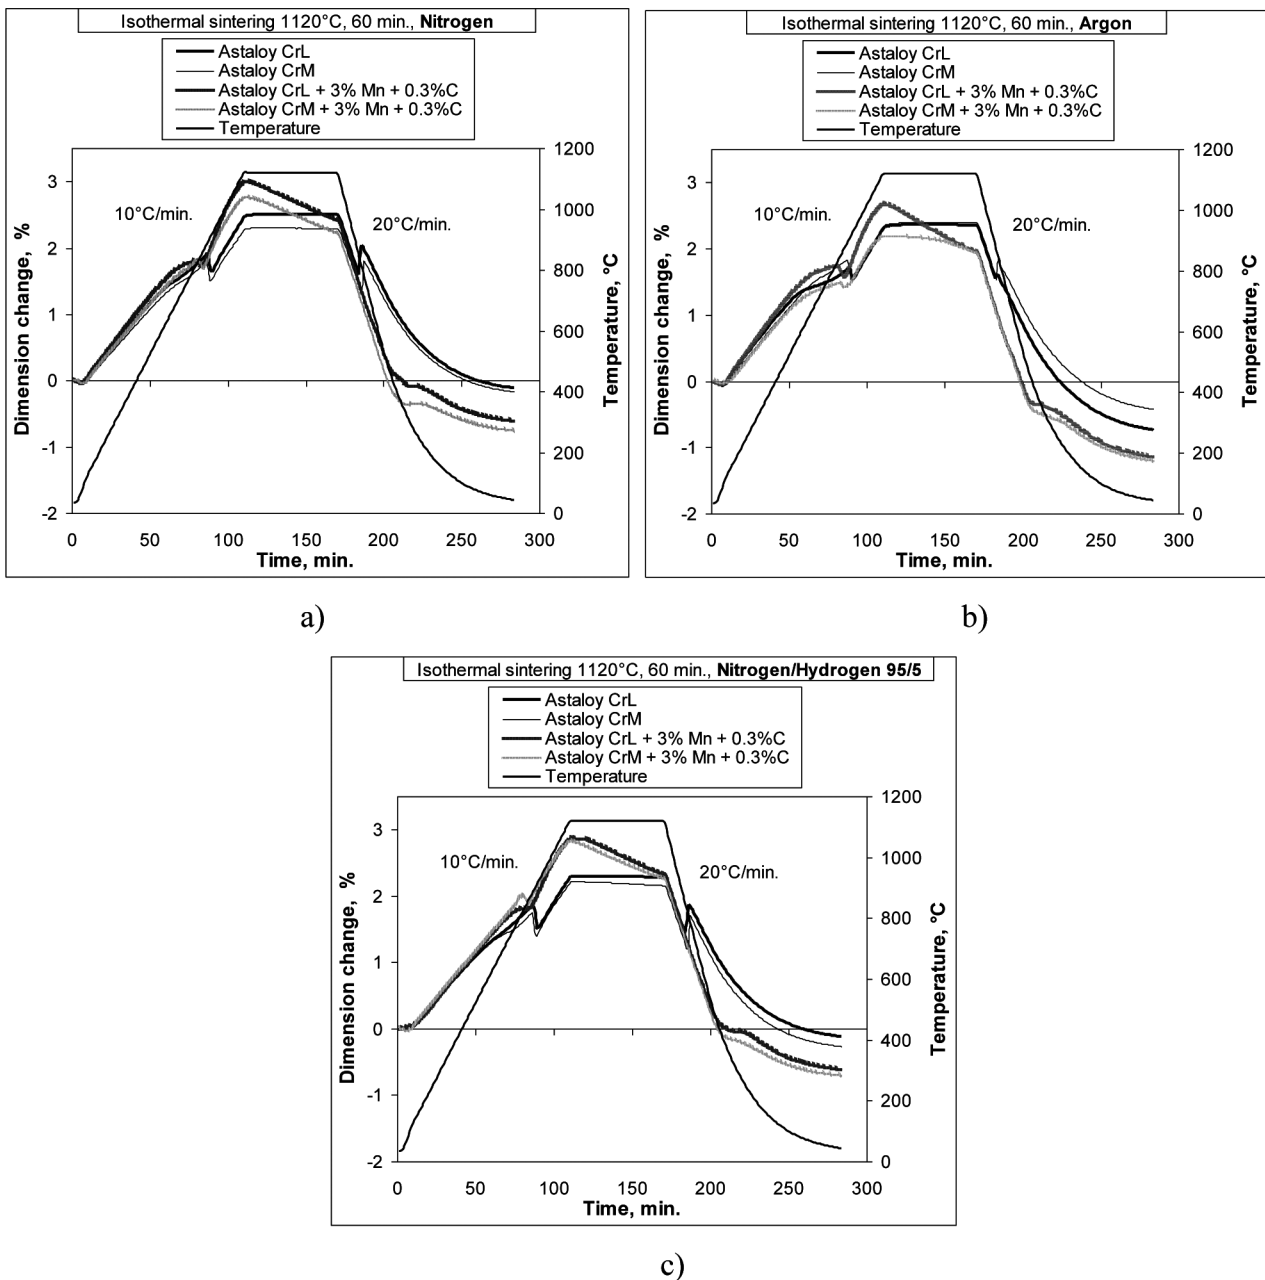 Isothermal sintering 1120°C, 60 min., Nitrogen
Astaloy CrL
Astaloy CrM
Astaloy CrL + 3% Mn + 0.3%C
Astaloy CrM + 3% Mn + 0.3%C
Temperature
10°C/min.
20°C/min.
Dimension change, %
3
2
1
0
-1
-2
1200
1000
800
600
400
200
0
Temperature, °C
0 50 100 150 200 250 300
Time, min.
a)
Isothermal sintering 1120°C, 60 min., Argon
Astaloy CrL
Astaloy CrM
Astaloy CrL + 3% Mn + 0.3%C
Astaloy CrM + 3% Mn + 0.3%C
Temperature
10°C/min.
20°C/min.
Dimension change, %
3
2
1
0
-1
-2
1200
1000
800
600
400
200
0
Temperature, °C
0 50 100 150 200 250 300
Time, min.
b)
Isothermal sintering 1120°C, 60 min., Nitrogen/Hydrogen 95/5
Astaloy CrL
Astaloy CrM
Astaloy CrL + 3% Mn + 0.3%C
Astaloy CrM + 3% Mn + 0.3%C
Temperature
10°C/min.
20°C/min.
Dimension change, %
3
2
1
0
-1
-2
1200
1000
800
600
400
200
0
Temperature, °C
0 50 100 150 200 250 300
Time, min.
c)